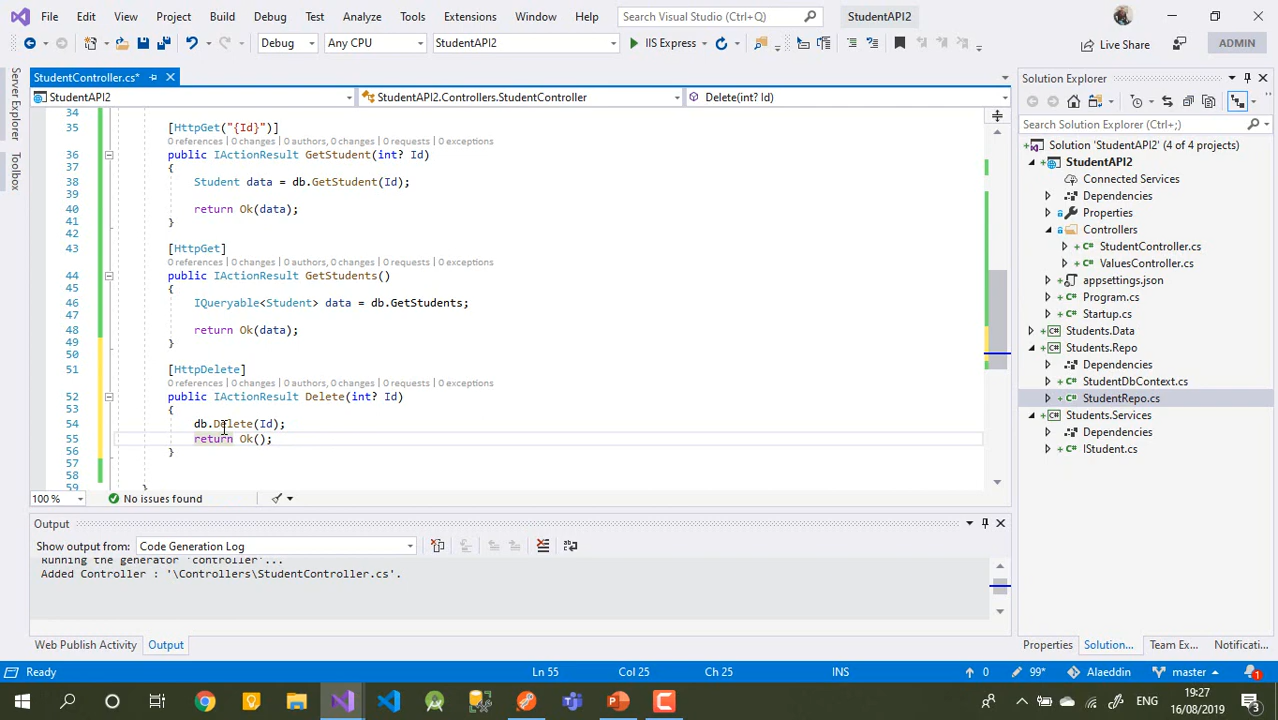 File Edit View Project Build Debug Test Analyze Tools Extensions Window Help Search Visual Studio (Ctrl+Q) StudentAPI2
Debug Any CPU StudentAPI2 IIS Express Live Share ADMIN
Server Explorer
Toolbox
StudentController.cs*
StudentAPI2 StudentAPI2.Controllers.StudentController Delete(int? Id)
34
35 [HttpGet("{Id}")]
0 references | 0 changes | 0 authors, 0 changes | 0 requests | 0 exceptions
36 public IActionResult GetStudent(int? Id)
37 {
38 Student data = db.GetStudent(Id);
39
40 return Ok(data);
41 }
42
43 [HttpGet]
0 references | 0 changes | 0 authors, 0 changes | 0 requests | 0 exceptions
44 public IActionResult GetStudents()
45 {
46 IQueryable<Student> data = db.GetStudents;
47
48 return Ok(data);
49 }
50
51 [HttpDelete]
0 references | 0 changes | 0 authors, 0 changes | 0 requests | 0 exceptions
52 public IActionResult Delete(int? Id)
53 {
54 db.Delete(Id);
55 return Ok();
56 }
57
58
59 }
100 % No issues found
Output
Show output from: Code Generation Log
Running the generator 'controller'...
Added Controller : '\Controllers\StudentController.cs'.
Web Publish Activity Output
Solution Explorer
Search Solution Explorer (Ctrl+;)
Solution 'StudentAPI2' (4 of 4 projects)
StudentAPI2
Connected Services
Dependencies
Properties
Controllers
StudentController.cs
ValuesController.cs
appsettings.json
Program.cs
Startup.cs
Students.Data
Students.Repo
Dependencies
StudentDbContext.cs
StudentRepo.cs
Students.Services
Dependencies
IStudent.cs
Properties Solution... Team Ex... Notificati...
Ready Ln 55 Col 25 Ch 25 INS 0 99* Alaeddin master 1
ENG 19:27 16/08/2019 3